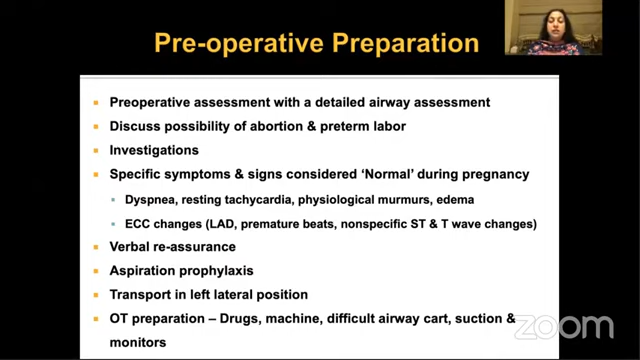 Pre-operative Preparation
Preoperative assessment with a detailed airway assessment
Discuss possibility of abortion & preterm labor
Investigations
Specific symptoms & signs considered ‘Normal’ during pregnancy
Dyspnea, resting tachycardia, physiological murmurs, edema
ECC changes (LAD, premature beats, nonspecific ST & T wave changes)
Verbal re-assurance
Aspiration prophylaxis
Transport in left lateral position
OT preparation – Drugs, machine, difficult airway cart, suction &
monitors
zoom